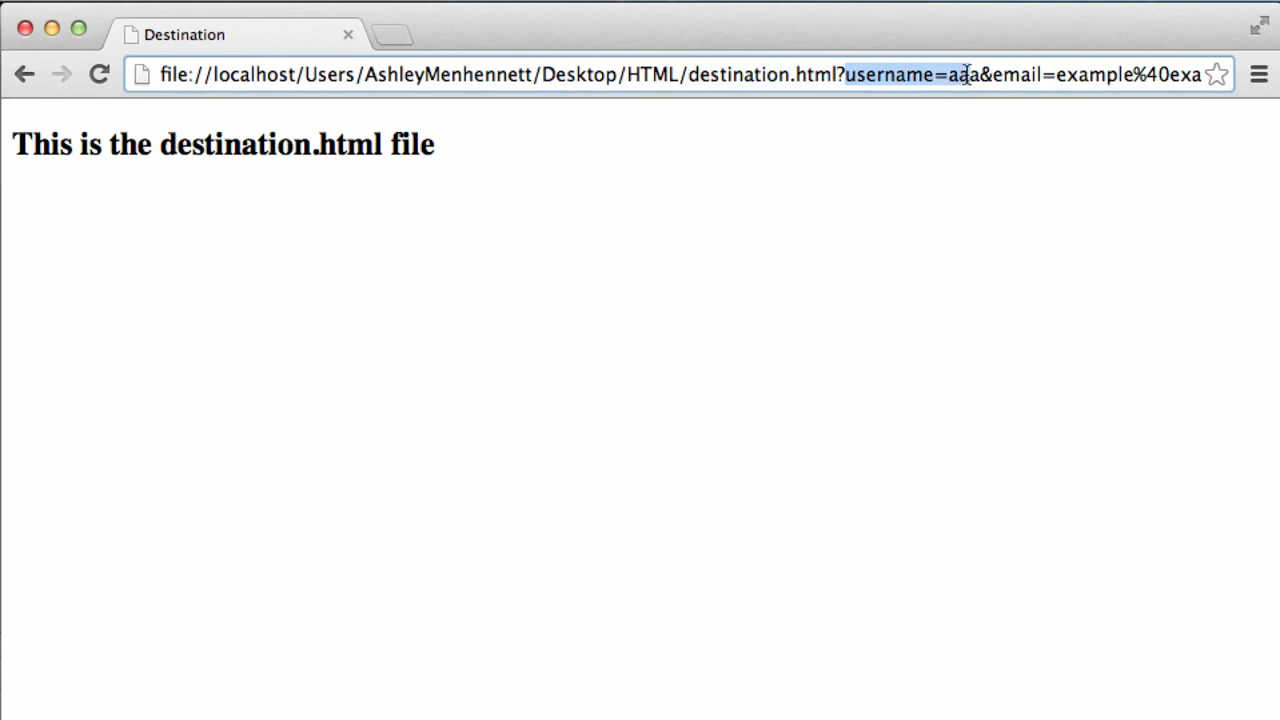 Destination
file://localhost/Users/AshleyMenhennett/Desktop/HTML/destination.html?username=aaa&email=example%40exa
This is the destination.html file